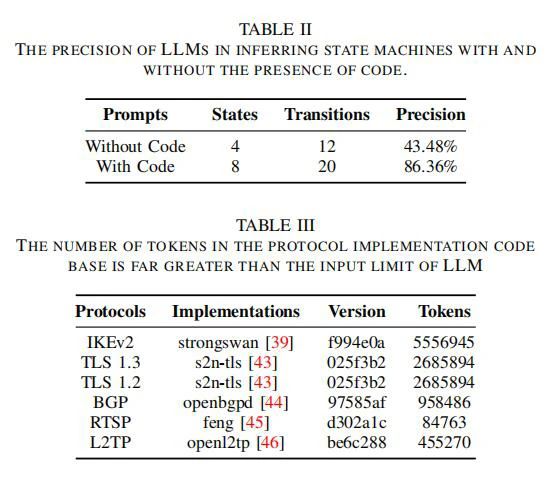 TABLE II
THE PRECISION OF LLMS IN INFERRING STATE MACHINES WITH AND
WITHOUT THE PRESENCE OF CODE.
Prompts States Transitions Precision
Without Code 4 12 43.48%
With Code 8 20 86.36%
TABLE III
THE NUMBER OF TOKENS IN THE PROTOCOL IMPLEMENTATION CODE
BASE IS FAR GREATER THAN THE INPUT LIMIT OF LLM
Protocols Implementations Version Tokens
IKEv2 strongswan [39] f994e0a 5556945
TLS 1.3 s2n-tls [43] 025f3b2 2685894
TLS 1.2 s2n-tls [43] 025f3b2 2685894
BGP openbgpd [44] 97585af 958486
RTSP feng [45] d302a1c 84763
L2TP openl2tp [46] be6c288 455270